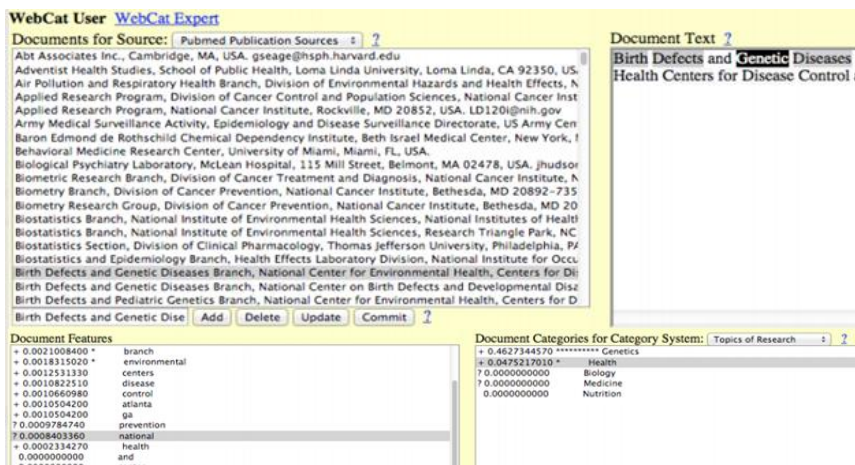 WebCat User WebCat Expert
Documents for Source: Pubmed Publication Sources ?
Abt Associates Inc., Cambridge, MA, USA. gseage@hsph.harvard.edu
Adventist Health Studies, School of Public Health, Loma Linda University, Loma Linda, CA 92350, US
Air Pollution and Respiratory Health Branch, Division of Environmental Hazards and Health Effects, N
Applied Research Program, Division of Cancer Control and Population Sciences, National Cancer Inst
Applied Research Program, National Cancer Institute, Rockville, MD 20852, USA. LD120i@nih.gov
Army Medical Surveillance Activity, Epidemiology and Disease Surveillance Directorate, US Army Cen
Baron Edmond de Rothschild Chemical Dependency Institute, Beth Israel Medical Center, New York,
Behavioral Medicine Research Center, University of Miami, Miami, FL, USA.
Biological Psychiatry Laboratory, McLean Hospital, 115 Mill Street, Belmont, MA 02478, USA. jhudson
Biometric Research Branch, Division of Cancer Treatment and Diagnosis, National Cancer Institute, N
Biometry Branch, Division of Cancer Prevention, National Cancer Institute, Bethesda, MD 20892-735
Biometry Research Group, Division of Cancer Prevention, National Cancer Institute, Bethesda, MD 20
Biostatistics Branch, National Institute of Environmental Health Sciences, National Institutes of Healt
Biostatistics Branch, National Institute of Environmental Health Sciences, Research Triangle Park, NC
Biostatistics Section, Division of Clinical Pharmacology, Thomas Jefferson University, Philadelphia, PA
Biostatistics and Epidemiology Branch, Health Effects Laboratory Division, National Institute for Occu
Birth Defects and Genetic Diseases Branch, National Center for Environmental Health, Centers for Di
Birth Defects and Genetic Diseases Branch, National Center on Birth Defects and Developmental Disa
Birth Defects and Pediatric Genetics Branch, National Center for Environmental Health, Centers for D
Birth Defects and Genetic Dise Add Delete Update Commit ?
Document Text ?
Birth Defects and Genetic Diseases
Health Centers for Disease Control
Document Features
+ 0.0021008400 * branch
+ 0.0018315020 * environmental
+ 0.0012531330 centers
+ 0.0010822510 disease
+ 0.0010660980 control
+ 0.0010504200 atlanta
+ 0.0010504200 ga
? 0.0009784740 prevention
? 0.0008403360 national
+ 0.0002334270 health
0.0000000000 and
Document Categories for Category System: Topics of Research ?
+ 0.4627344570 ********** Genetics
+ 0.0475217010 * Health
? 0.0000000000 Biology
? 0.0000000000 Medicine
0.0000000000 Nutrition